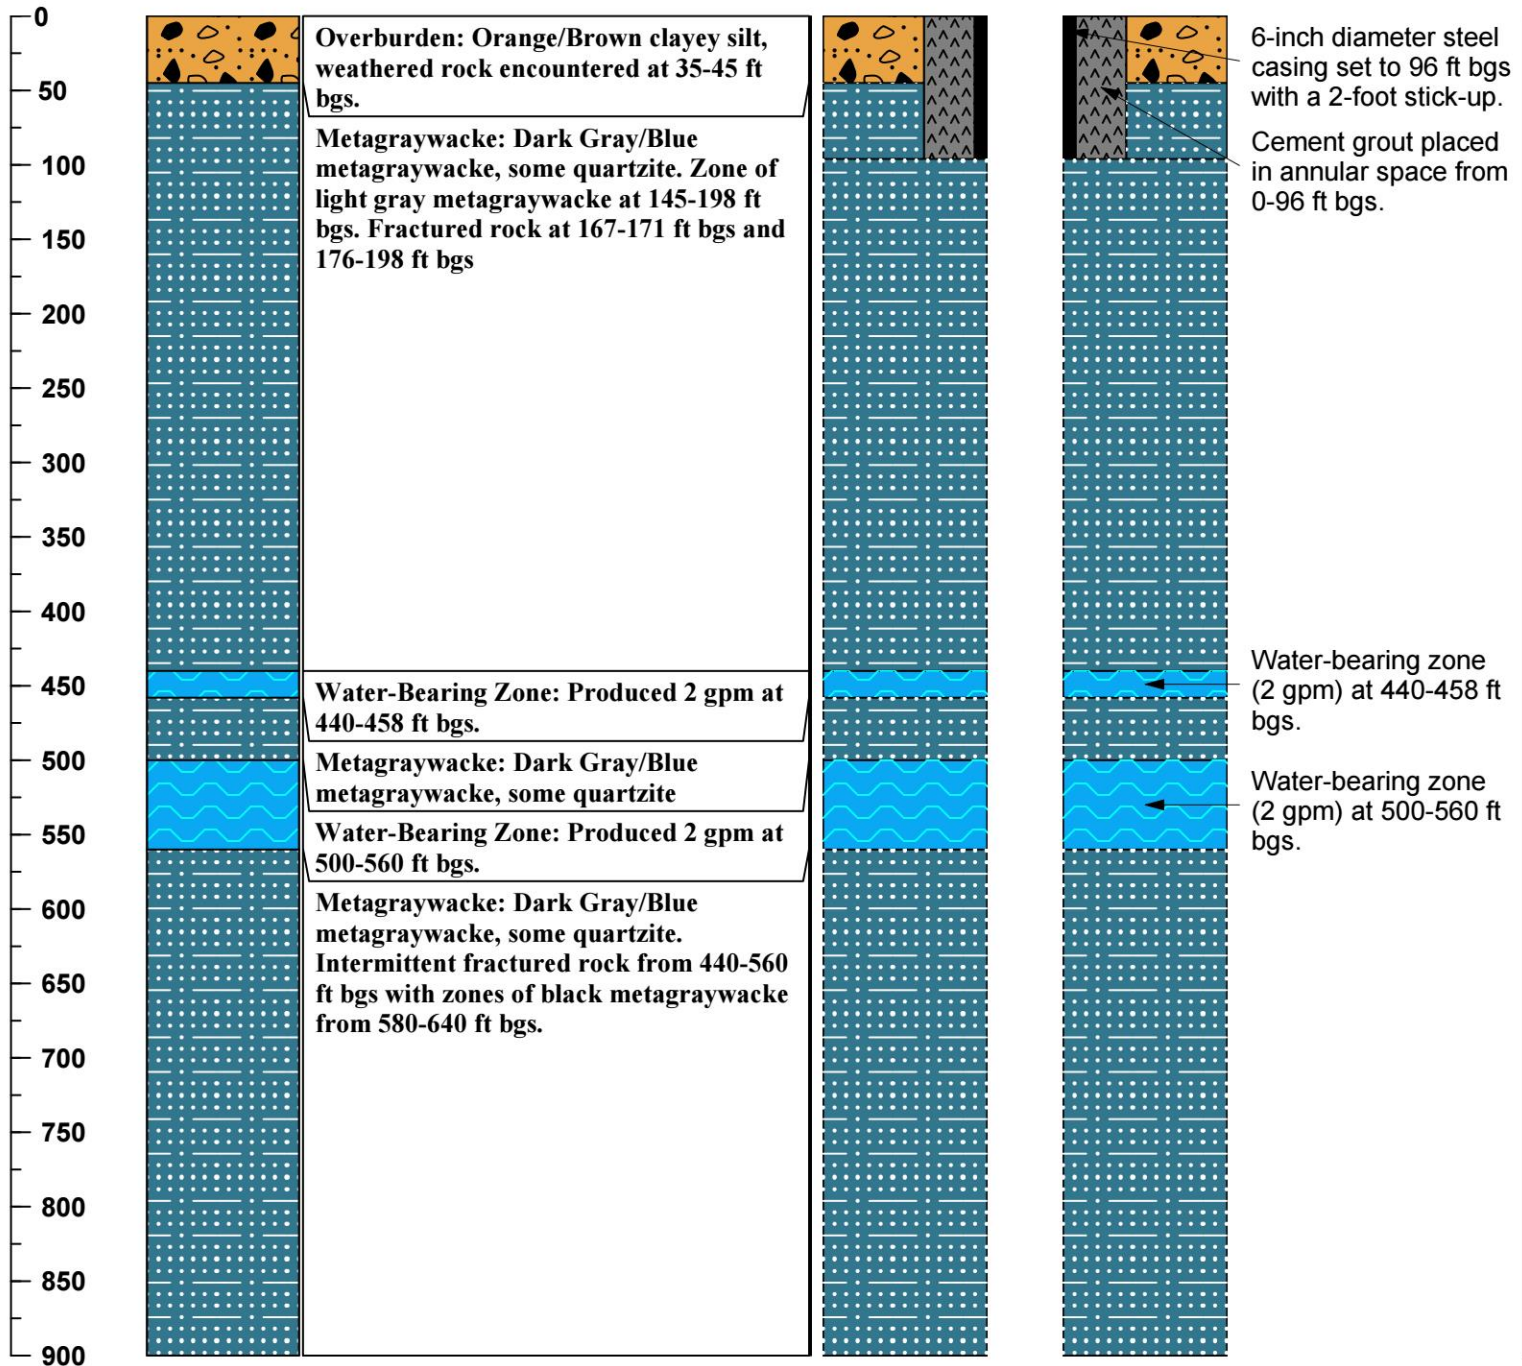 0
50
100
150
200
250
300
350
400
450
500
550
600
650
700
750
800
850
900
Overburden: Orange/Brown clayey silt,
weathered rock encountered at 35-45 ft
bgs.
Metagraywacke: Dark Gray/Blue
metagraywacke, some quartzite. Zone of
light gray metagraywacke at 145-198 ft
bgs. Fractured rock at 167-171 ft bgs and
176-198 ft bgs
Water-Bearing Zone: Produced 2 gpm at
440-458 ft bgs.
Metagraywacke: Dark Gray/Blue
metagraywacke, some quartzite
Water-Bearing Zone: Produced 2 gpm at
500-560 ft bgs.
Metagraywacke: Dark Gray/Blue
metagraywacke, some quartzite.
Intermittent fractured rock from 440-560
ft bgs with zones of black metagraywacke
from 580-640 ft bgs.
6-inch diameter steel
casing set to 96 ft bgs
with a 2-foot stick-up.
Cement grout placed
in annular space from
0-96 ft bgs.
Water-bearing zone
(2 gpm) at 440-458 ft
bgs.
Water-bearing zone
(2 gpm) at 500-560 ft
bgs.